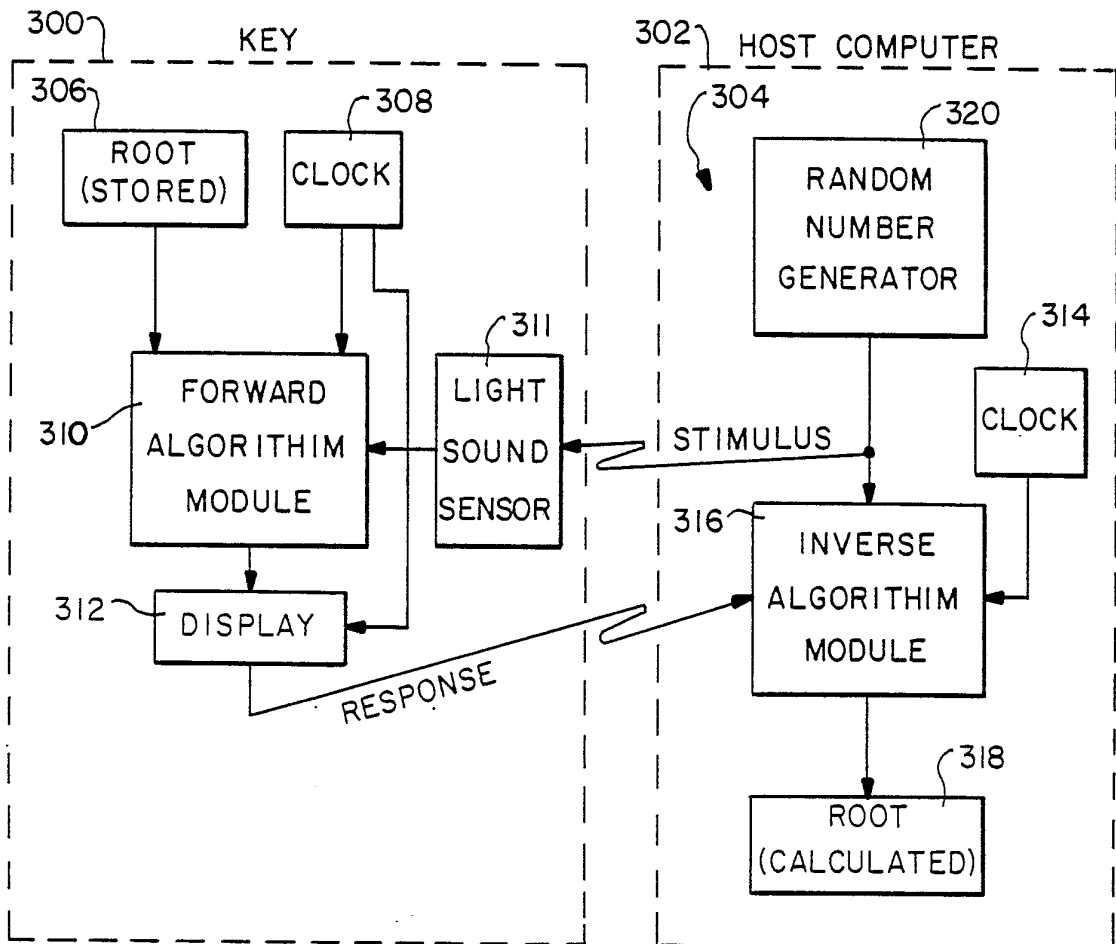 300
KEY
306
308
ROOT
(STORED)
CLOCK
311
310
FORWARD
ALGORITHIM
MODULE
LIGHT
SOUND
SENSOR
312
DISPLAY
RESPONSE
STIMULUS
302
HOST COMPUTER
304
320
RANDOM
NUMBER
GENERATOR
314
CLOCK
316
INVERSE
ALGORITHIM
MODULE
318
ROOT
(CALCULATED)